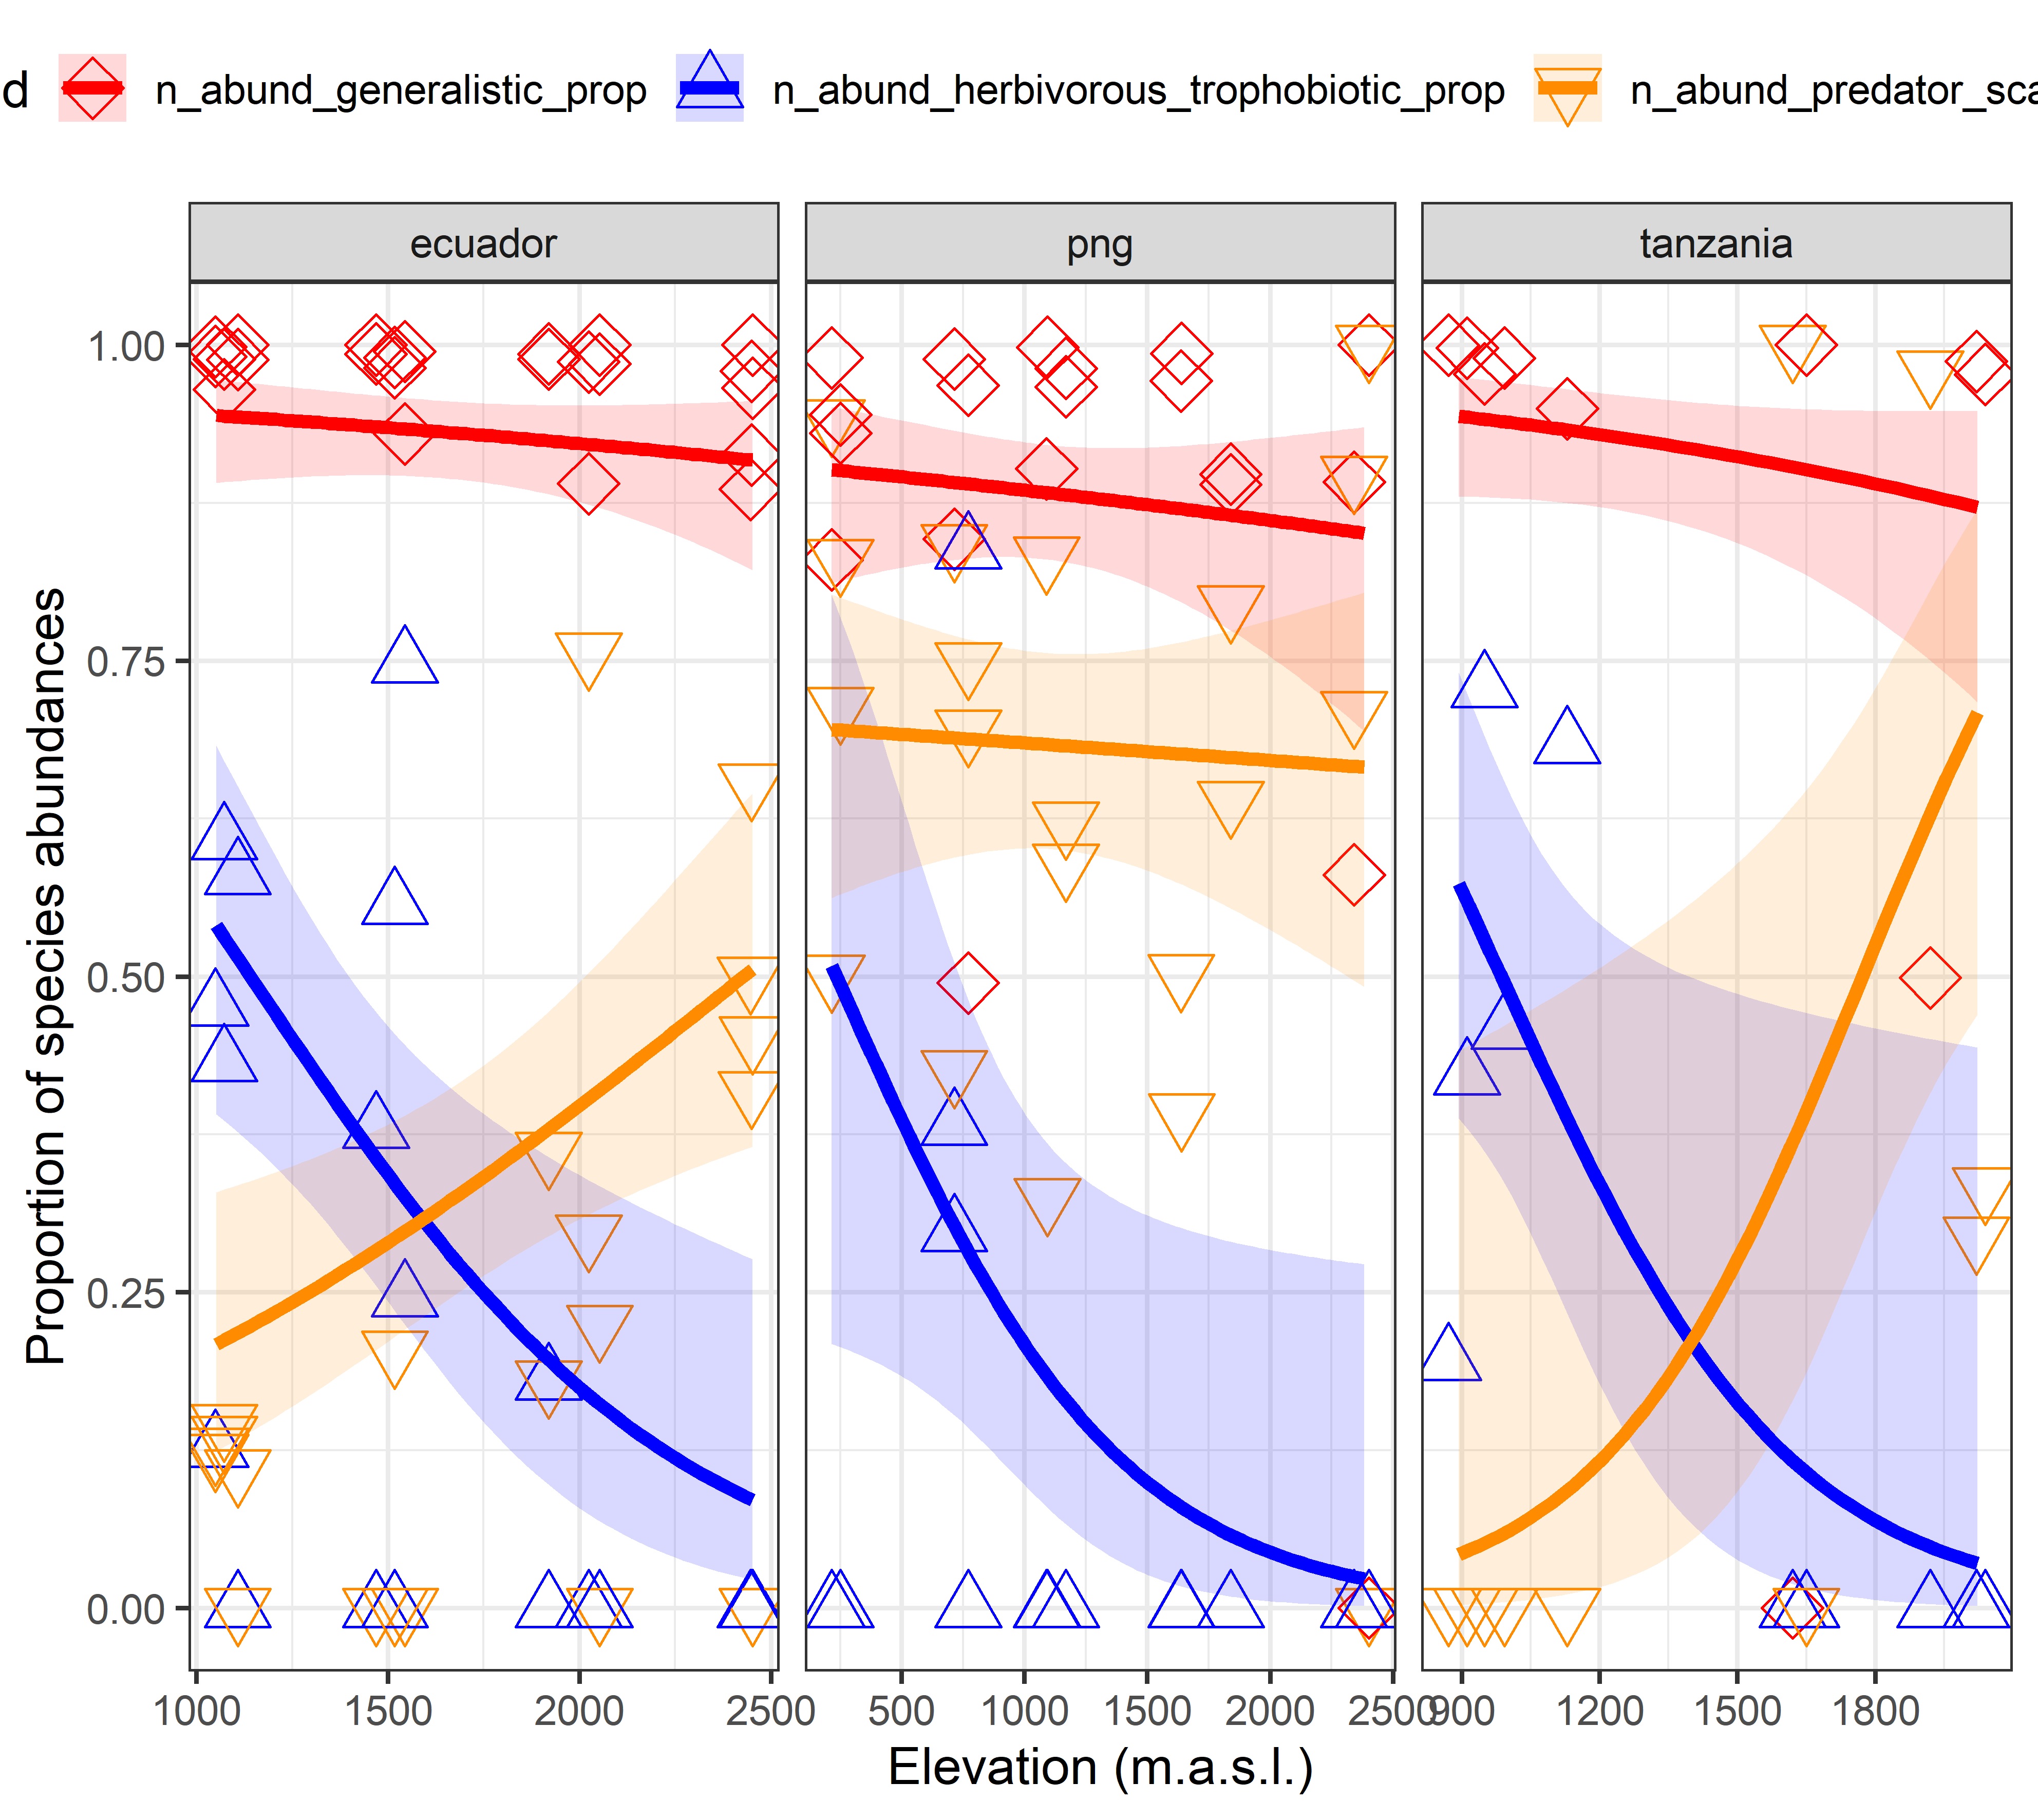 d n_abund_generalistic_prop n_abund_herbivorous_trophobiotic_prop n_abund_predator_sca
ecuador png tanzania
1.00
0.75
0.50
0.25
0.00
Proportion of species abundances
1000 1500 2000 2500 500 1000 1500 2000 2500 900 1200 1500 1800
Elevation (m.a.s.l.)